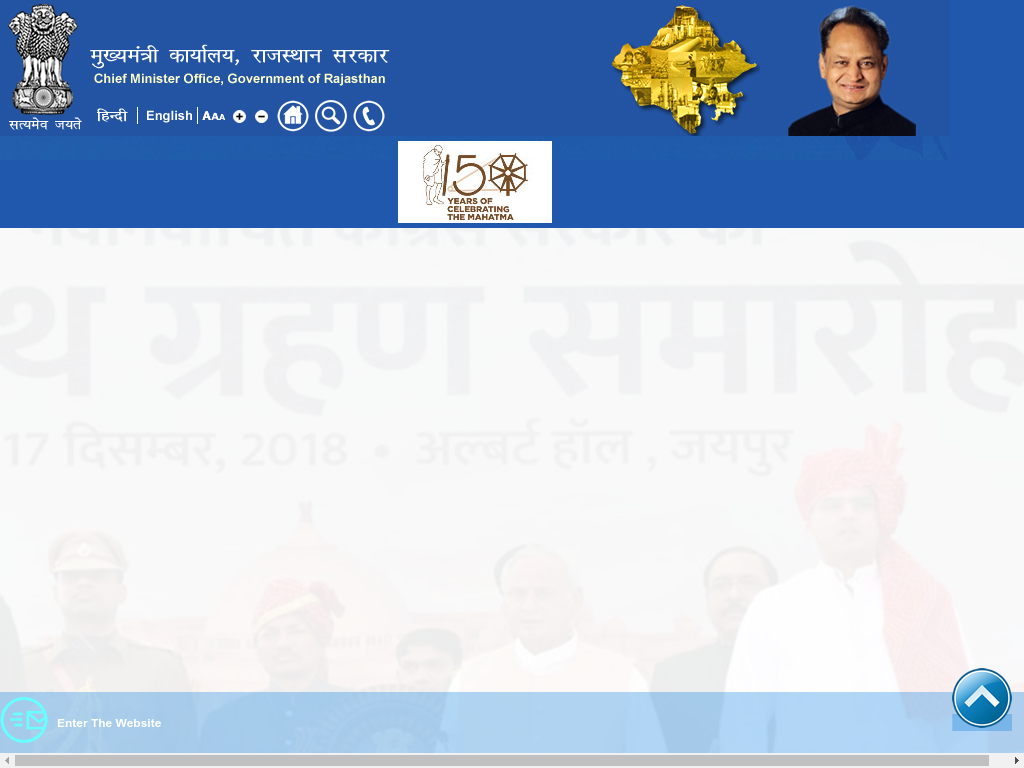 मुख्यमंत्री कार्यालय, राजस्थान सरकार
Chief Minister Office, Government of Rajasthan
सत्यमेव जयते
हिन्दी English AAA
150
YEARS OF
CELEBRATING
THE MAHATMA
थ ग्रहण समारोह
17 दिसम्बर, 2018 • अल्बर्ट हॉल , जयपुर
Enter The Website